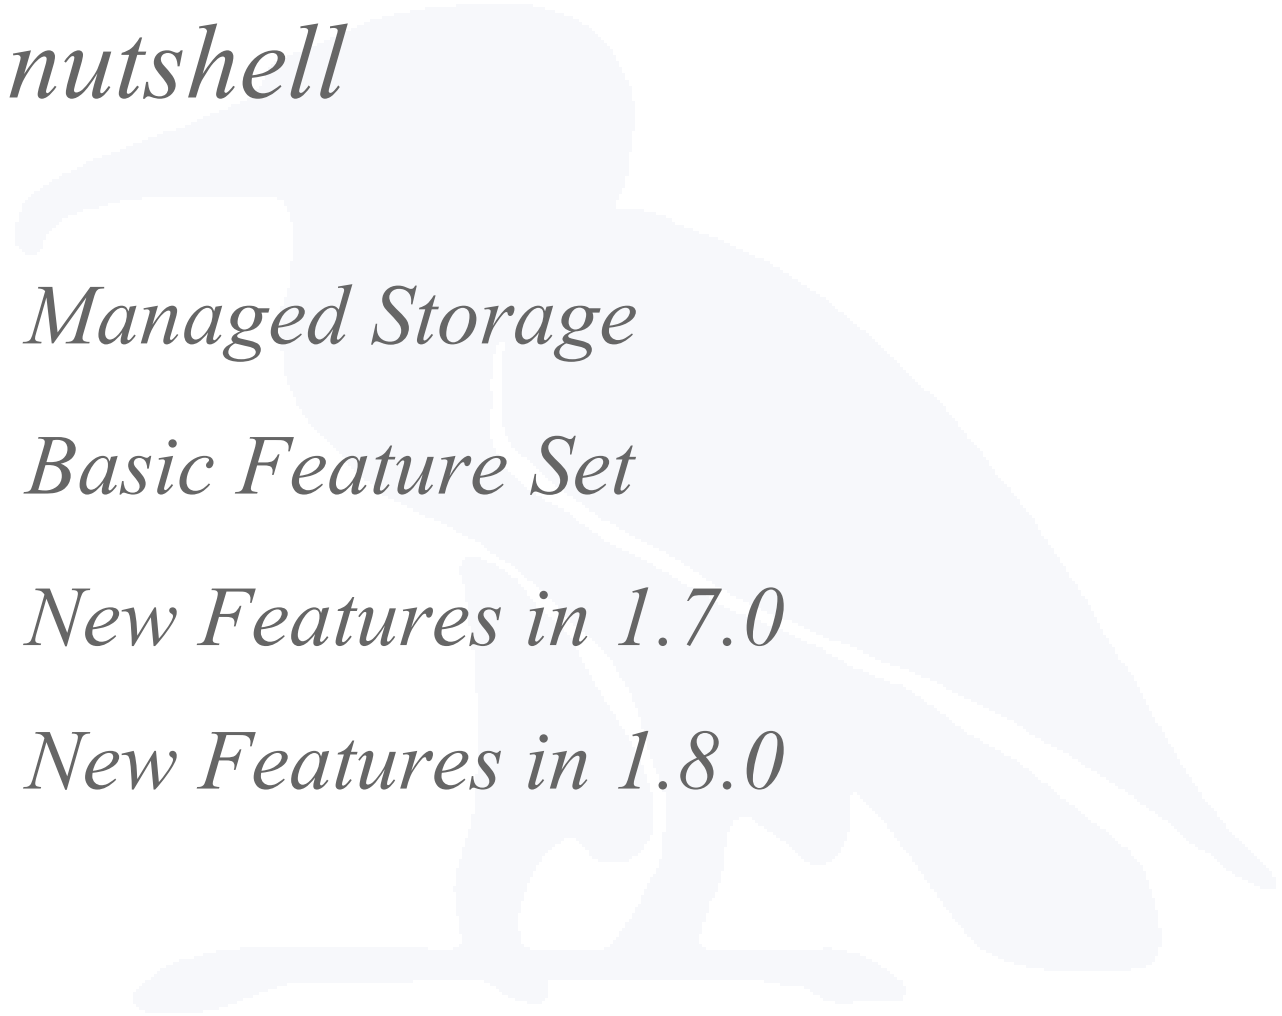 nutshell
Managed Storage
Basic Feature Set
New Features in 1.7.0
New Features in 1.8.0